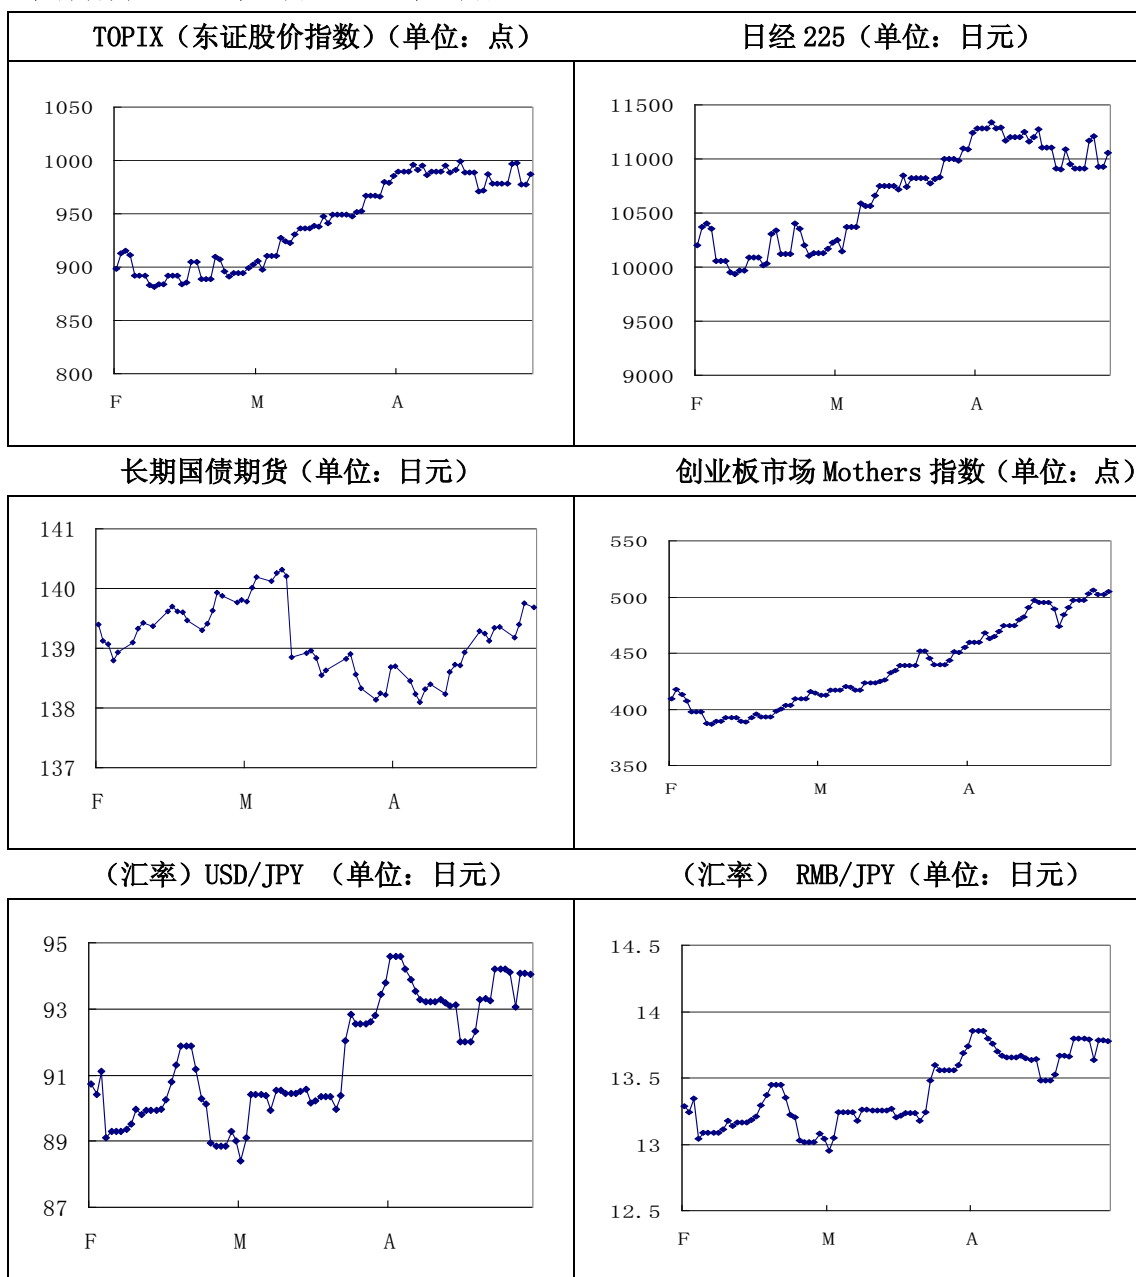 TOPIX（东证股价指数）（单位：点）
日经 225（单位：日元）
1050
1000
950
900
850
800
F M A
11500
11000
10500
10000
9500
9000
F M A
长期国债期货（单位：日元）
创业板市场 Mothers 指数（单位：点）
141
140
139
138
137
F M A
550
500
450
400
350
F M A
（汇率）USD/JPY （单位：日元）
（汇率） RMB/JPY（单位：日元）
95
93
91
89
87
F M A
14.5
14
13.5
13
12.5
F M A